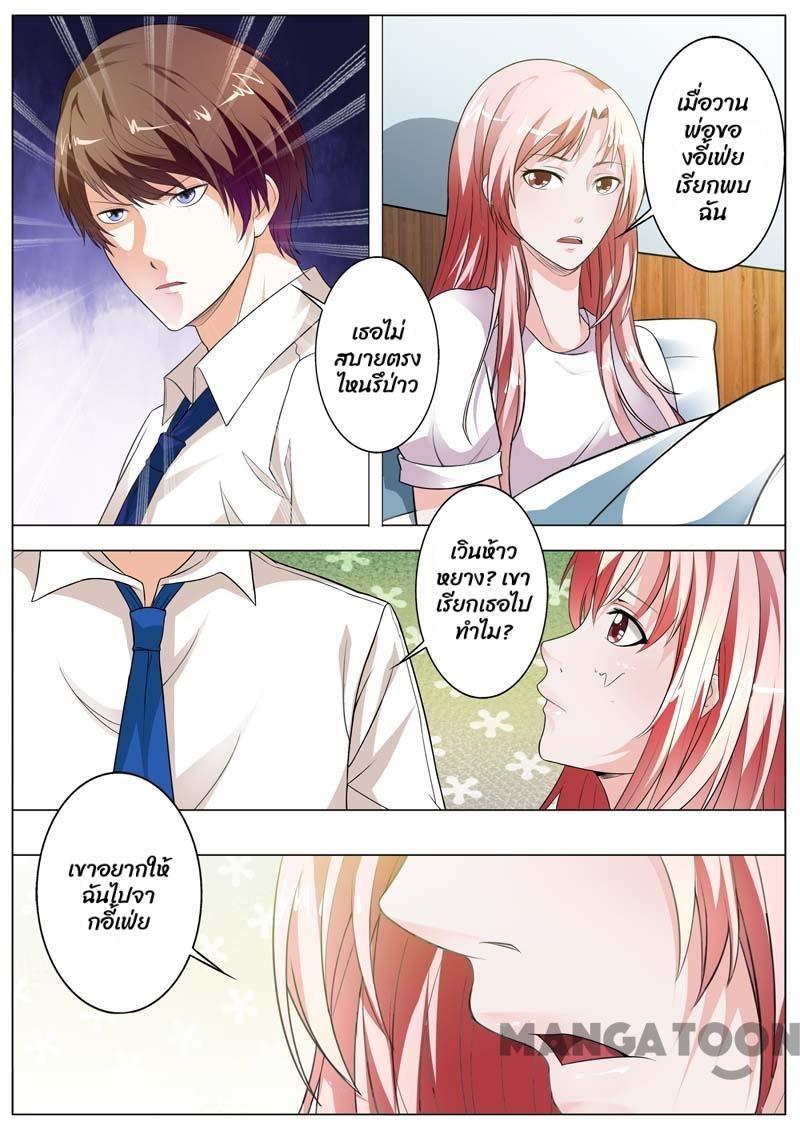 เธอไม่
สบายตรง
ไหนรึป่าว
เมื่อวาน
พ่อขอ
งอี้เฟ่ย
เรียกพบ
ฉัน
เวินห้าว
หยาง? เขา
เรียกเธอไป
ทำไม?
เขาอยากให้
ฉันไปจา
กอี้เฟ่ย
MANGATOON